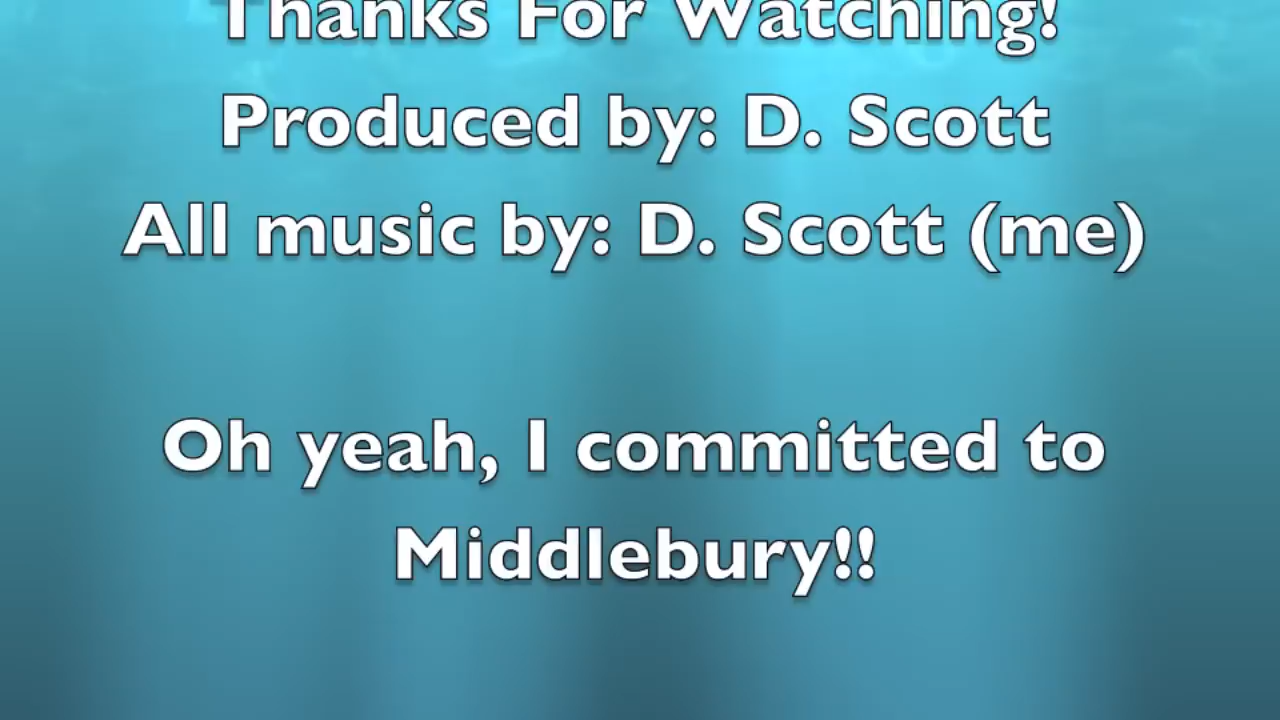 Thanks For Watching!
Produced by: D. Scott
All music by: D. Scott (me)
Oh yeah, I committed to
Middlebury!!